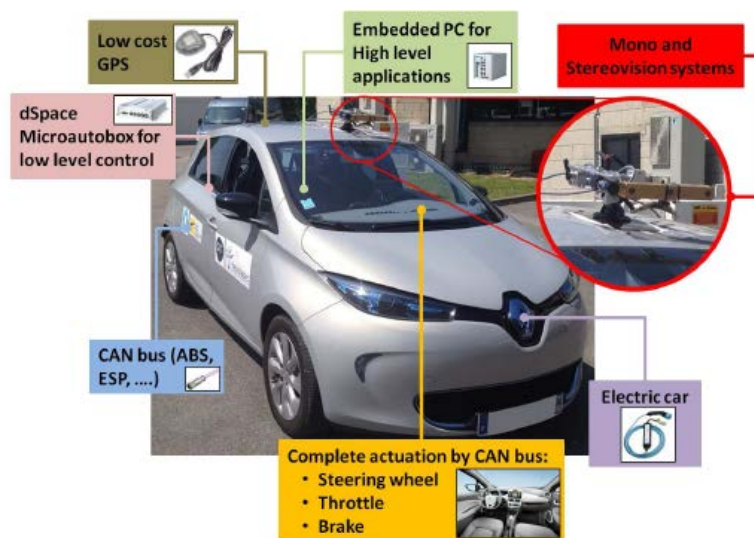 Low cost
GPS
Embedded PC for
High level
applications
Mono and
Stereovision systems
dSpace
Microautobox for
low level control
CAN bus (ABS,
ESP, ....)
Electric car
Complete actuation by CAN bus:
• Steering wheel
• Throttle
• Brake